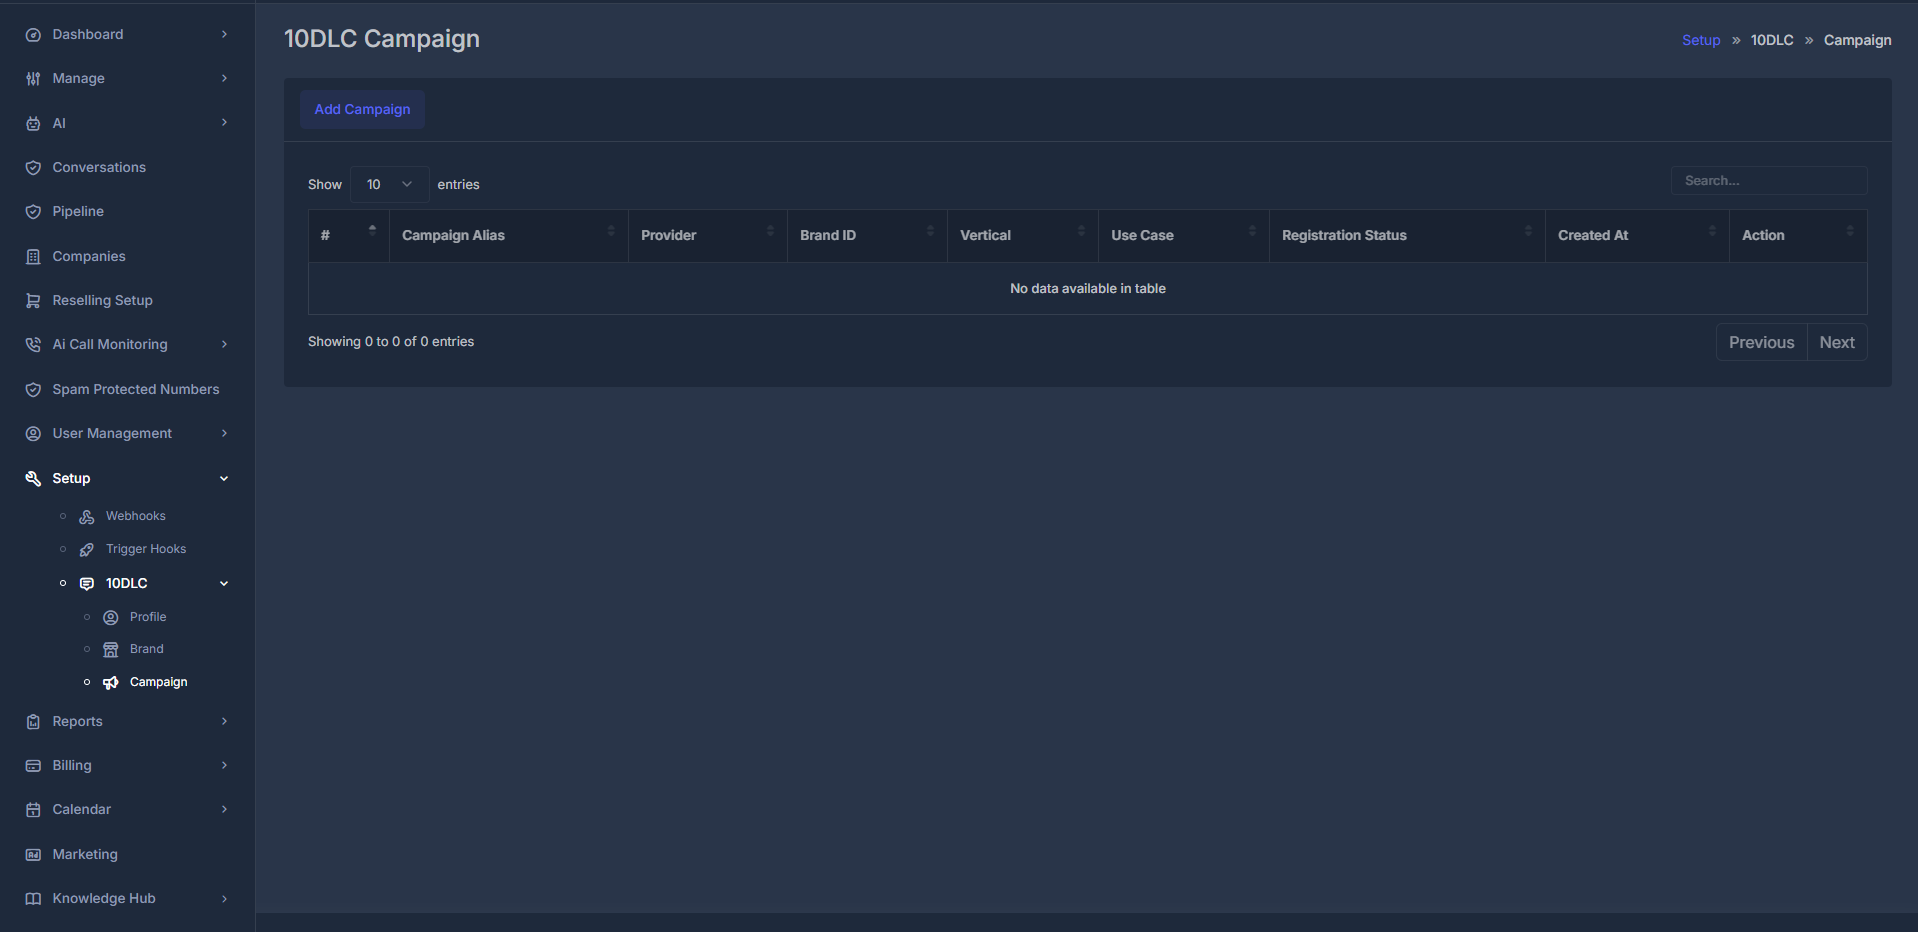 Dashboard
Manage
AI
Conversations
Pipeline
Companies
Reselling Setup
Ai Call Monitoring
Spam Protected Numbers
User Management
Setup
Webhooks
Trigger Hooks
10DLC
Profile
Brand
Campaign
Reports
Billing
Calendar
Marketing
Knowledge Hub
10DLC Campaign
Setup » 10DLC » Campaign
Add Campaign
Show 10 entries
Search...
# Campaign Alias Provider Brand ID Vertical Use Case Registration Status Created At Action
No data available in table
Showing 0 to 0 of 0 entries
Previous Next